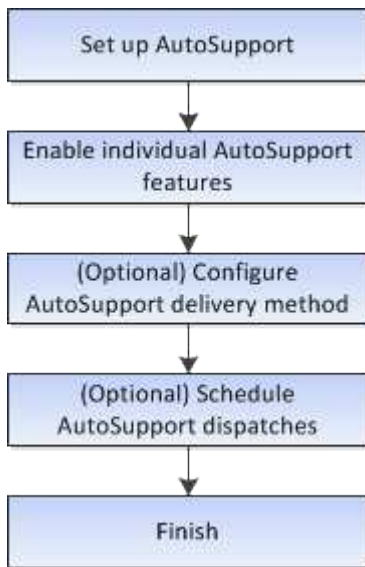 Set up AutoSupport
Enable individual AutoSupport
features
(Optional) Configure
AutoSupport delivery method
(Optional) Schedule
AutoSupport dispatches
Finish